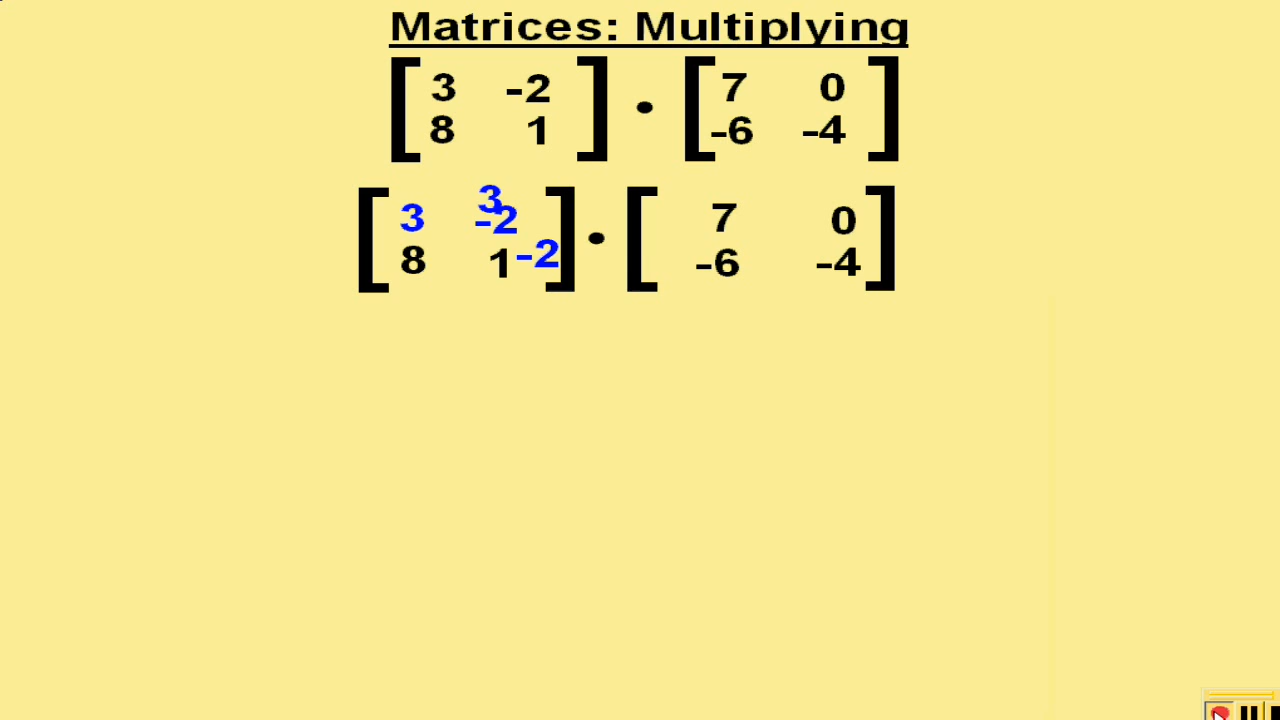 Matrices: Multiplying
[ 3 -2 ] • [ 7 0 ]
[ 8 1 ] [ -6 -4 ]
3
[ 3 -2 ] • [ 7 0 ]
[ 8 1 -2 ] [ -6 -4 ]